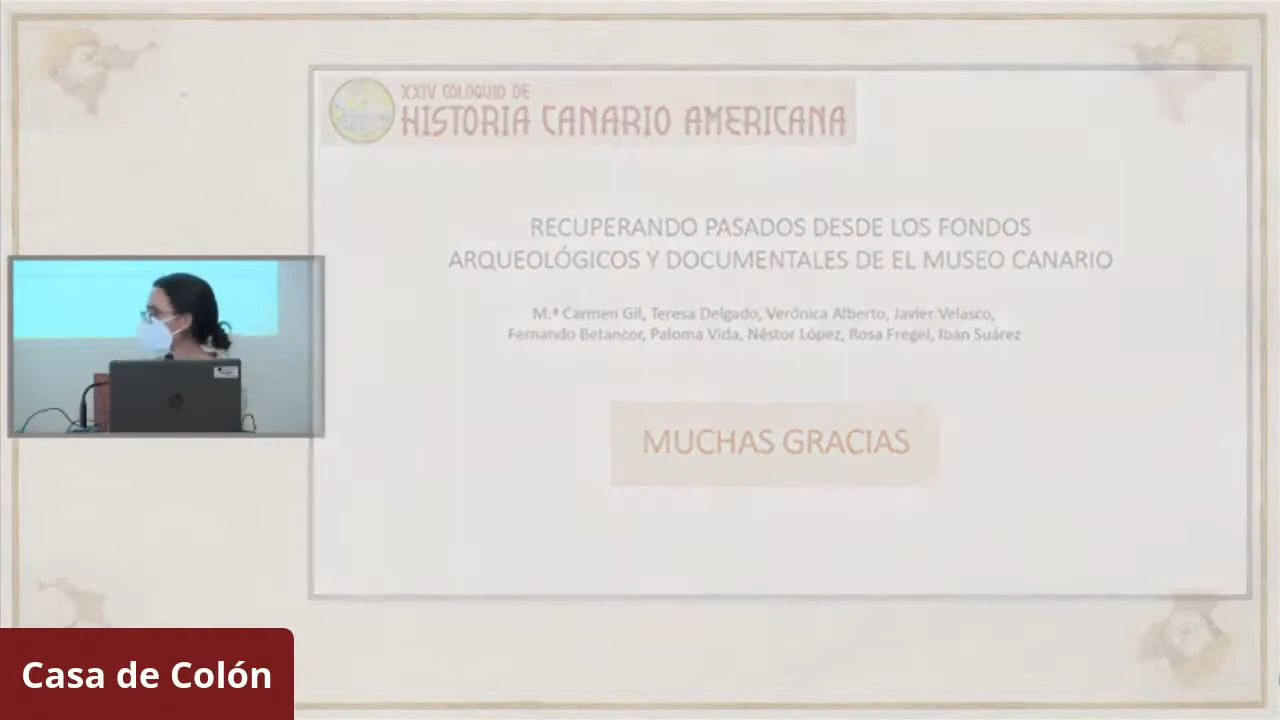 XXIV COLOQUIO DE
HISTORIA CANARIO AMERICANA
RECUPERANDO PASADOS DESDE LOS FONDOS
ARQUEOLÓGICOS Y DOCUMENTALES DE EL MUSEO CANARIO
M.ª Carmen Gil, Teresa Delgado, Verónica Alberto, Javier Velasco,
Fernando Betancor, Paloma Vida, Néstor López, Rosa Fregel, Ibán Suárez
MUCHAS GRACIAS
Casa de Colón